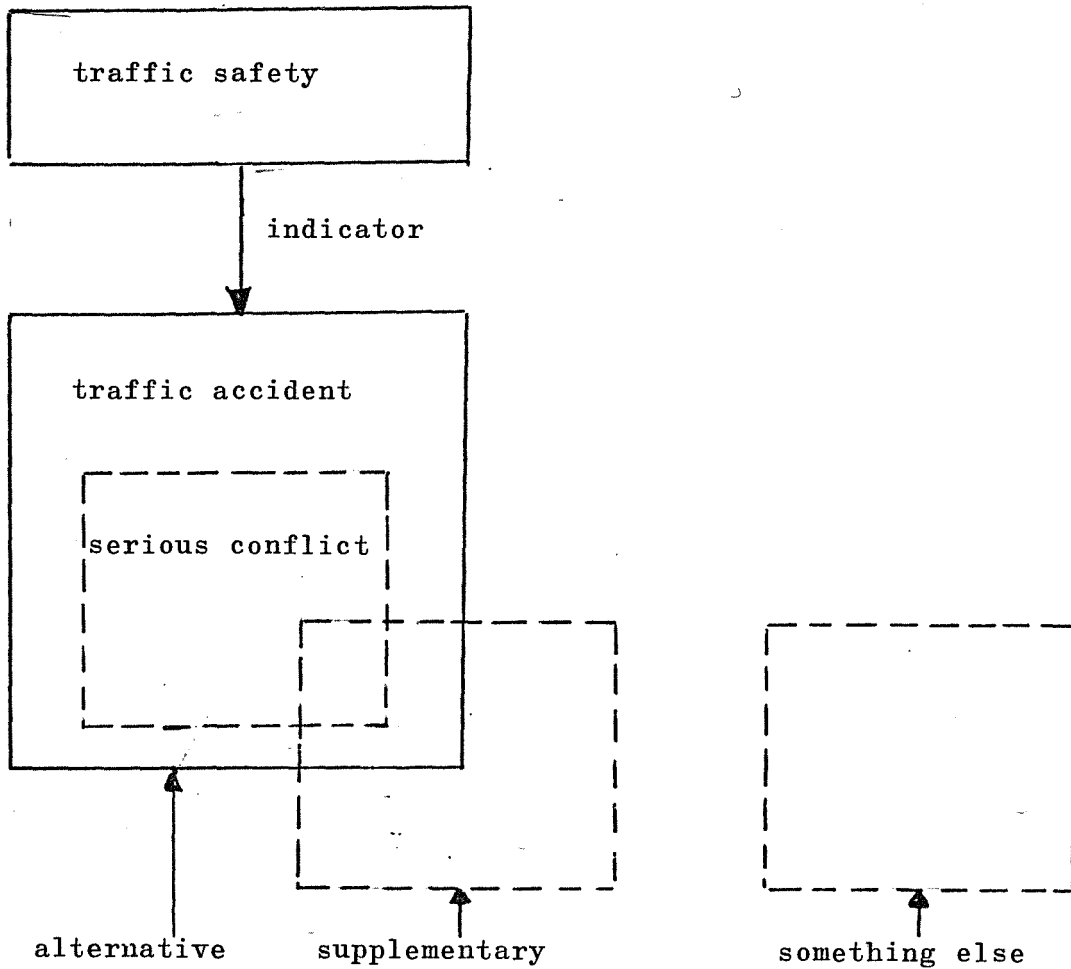 traffic safety
indicator
traffic accident
serious conflict
alternative
supplementary
something else